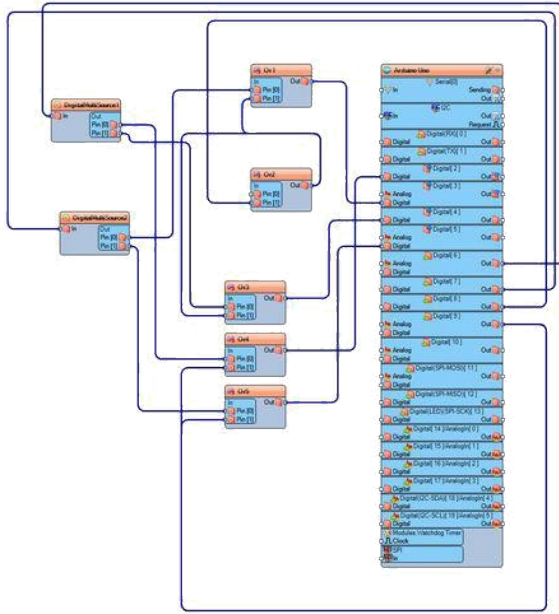 DigitalMultiSource1
In
Out
Pin [0]
Pin [1]
DigitalMultiSource2
In
Out
Pin [0]
Pin [1]
Or1
In
Out
Pin [0]
Pin [1]
Or2
In
Out
Pin [0]
Pin [1]
Or3
In
Out
Pin [0]
Pin [1]
Or4
In
Out
Pin [0]
Pin [1]
Or5
In
Out
Pin [0]
Pin [1]
Arduino Uno
Serial[0]
In
Sending
Out
I2C
In
Out
Request
Digital(RX)[ 0 ]
Digital
Out
Digital(TX)[ 1 ]
Digital
Out
Digital[ 2 ]
Digital
Out
Digital[ 3 ]
Analog
Out
Digital
Digital[ 4 ]
Digital
Out
Digital[ 5 ]
Analog
Out
Digital
Digital[ 6 ]
Analog
Out
Digital
Digital[ 7 ]
Digital
Out
Digital[ 8 ]
Digital
Out
Digital[ 9 ]
Analog
Out
Digital
Digital[ 10 ]
Analog
Out
Digital
Digital(SPI-MOSI)[ 11 ]
Analog
Out
Digital
Digital(SPI-MISO)[ 12 ]
Digital
Out
Digital(LED)(SPI-SCK)[ 13 ]
Digital
Out
Digital[ 14 ]/AnalogIn[ 0 ]
Digital
Out
Digital[ 15 ]/AnalogIn[ 1 ]
Digital
Out
Digital[ 16 ]/AnalogIn[ 2 ]
Digital
Out
Digital[ 17 ]/AnalogIn[ 3 ]
Digital
Out
Digital(I2C-SDA)[ 18 ]/AnalogIn[ 4 ]
Digital
Out
Digital(I2C-SCL)[ 19 ]/AnalogIn[ 5 ]
Digital
Out
Modules.Watchdog Timer
Clock
SPI
In